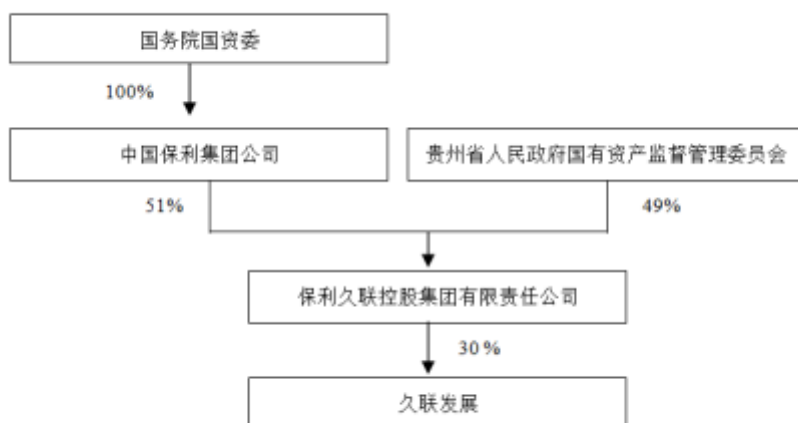 国务院国资委
100%
中国保利集团公司
贵州省人民政府国有资产监督管理委员会
51%
49%
保利久联控股集团有限责任公司
30%
久联发展